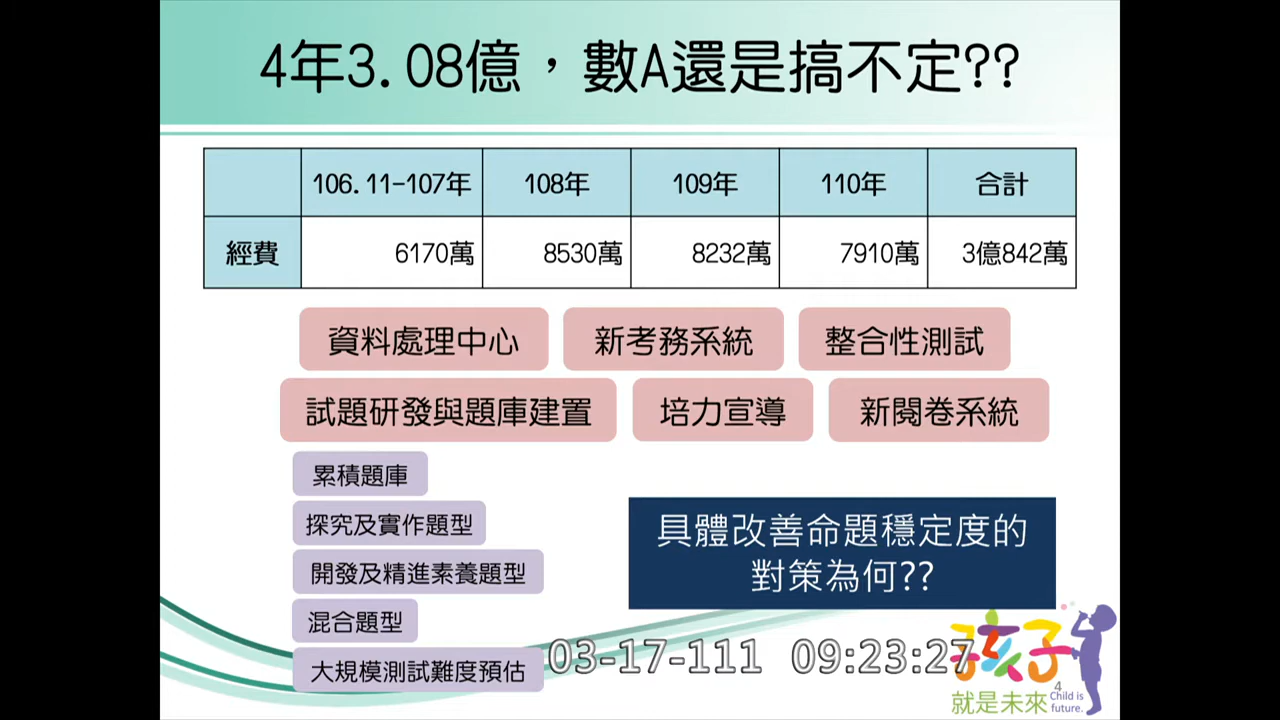 4年3.08億，數A還是搞不定??
106.11-107年 108年 109年 110年 合計
經費 6170萬 8530萬 8232萬 7910萬 3億842萬
資料處理中心 新考務系統 整合性測試
試題研發與題庫建置 培力宣導 新閱卷系統
累積題庫
探究及實作題型
開發及精進素養題型
混合題型
大規模測試難度預估
具體改善命題穩定度的
對策為何??
03-17-111 09:23:27
孩子
4
就是未來 Child is
future.